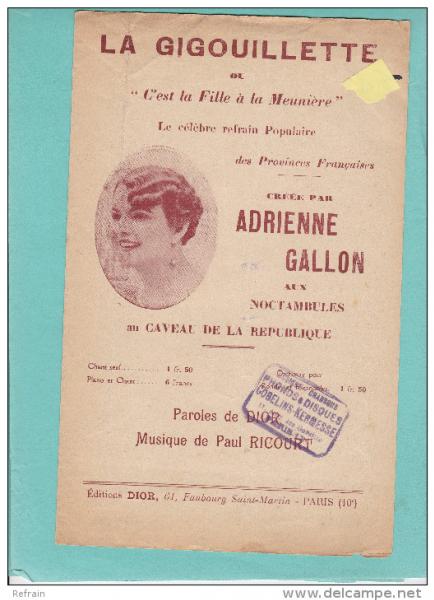 LA GIGOUILLETTE
OU
" C'est la Fille à la Meunière "
Le célèbre refrain Populaire
des Provinces Françaises
CRÉÉE PAR
ADRIENNE
GALLON
AUX
NOCTAMBULES
au CAVEAU DE LA REPUBLIQUE
Chant seul........... 1 fr. 50
Piano et Chant....... 6 francs
1 fr. 50
CHANSONS
PHONOS & DISQUES
GOBELINS-KERMESSE
Paroles de DIOR
Musique de Paul RICOURT
Éditions DIOR, 61, Faubourg Saint-Martin - PARIS (10e)
Refrain
delcampe.net